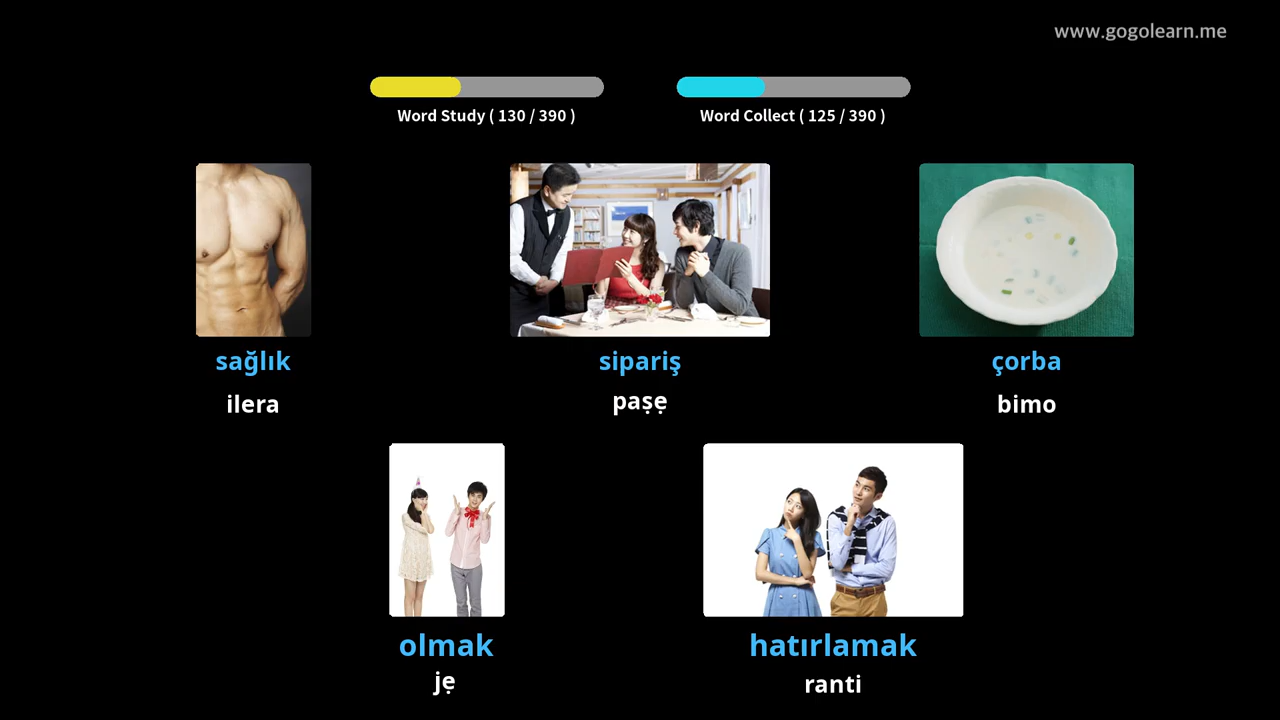 www.gogolearn.me
Word Study ( 130 / 390 )
Word Collect ( 125 / 390 )
sağlık
ilera
sipariş
paṣẹ
çorba
bimo
olmak
jẹ
hatırlamak
ranti